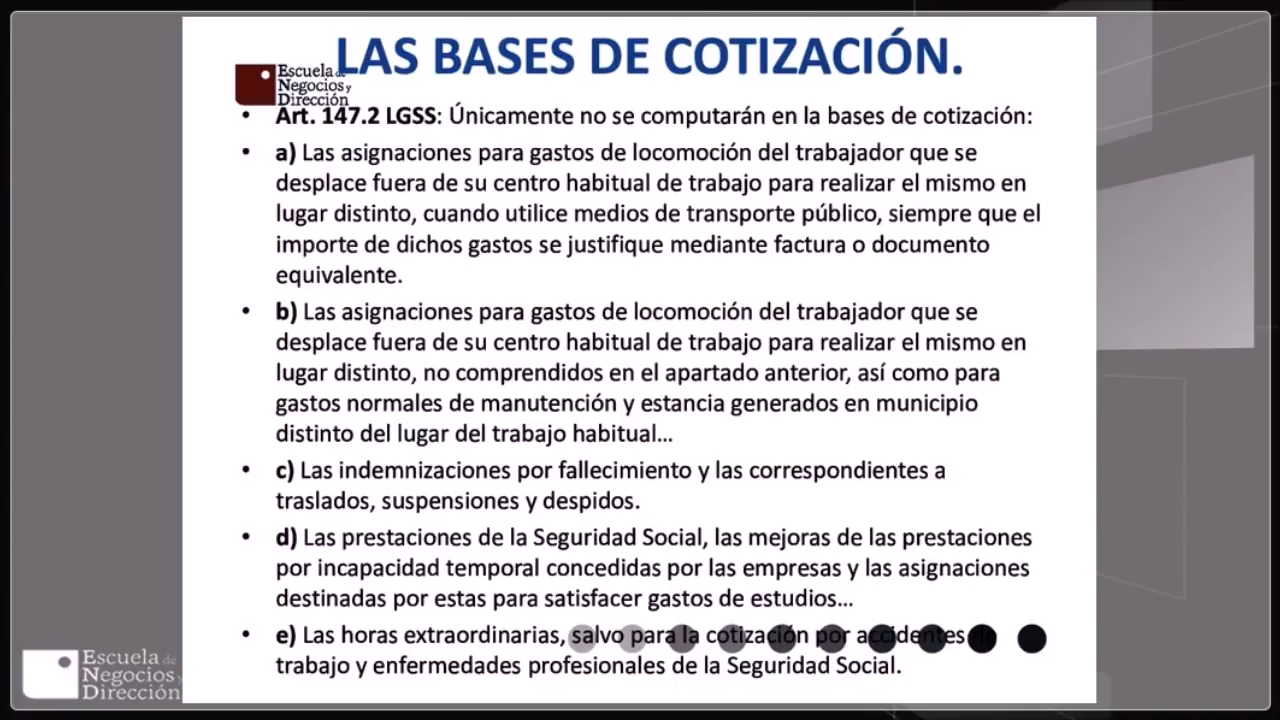 LAS BASES DE COTIZACIÓN.
Escuela de
Negocios y
Dirección
• Art. 147.2 LGSS: Únicamente no se computarán en la bases de cotización:
• a) Las asignaciones para gastos de locomoción del trabajador que se
desplace fuera de su centro habitual de trabajo para realizar el mismo en
lugar distinto, cuando utilice medios de transporte público, siempre que el
importe de dichos gastos se justifique mediante factura o documento
equivalente.
• b) Las asignaciones para gastos de locomoción del trabajador que se
desplace fuera de su centro habitual de trabajo para realizar el mismo en
lugar distinto, no comprendidos en el apartado anterior, así como para
gastos normales de manutención y estancia generados en municipio
distinto del lugar del trabajo habitual...
• c) Las indemnizaciones por fallecimiento y las correspondientes a
traslados, suspensiones y despidos.
• d) Las prestaciones de la Seguridad Social, las mejoras de las prestaciones
por incapacidad temporal concedidas por las empresas y las asignaciones
destinadas por estas para satisfacer gastos de estudios...
• e) Las horas extraordinarias, salvo para la cotización por accidentes de
trabajo y enfermedades profesionales de la Seguridad Social.
Escuela de
Negocios y
Dirección